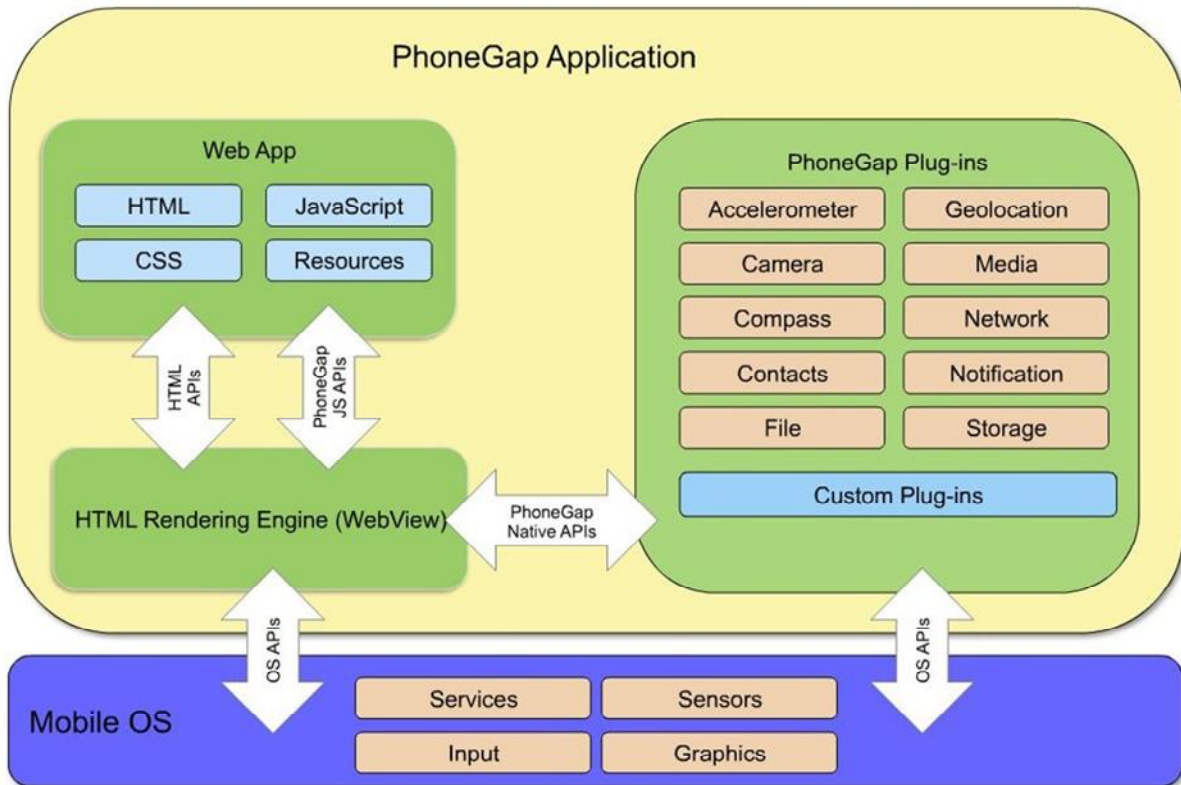 PhoneGap Application
Web App
HTML
JavaScript
CSS
Resources
HTML
APIs
PhoneGap
JS APIs
HTML Rendering Engine (WebView)
PhoneGap
Native APIs
PhoneGap Plug-ins
Accelerometer
Geolocation
Camera
Media
Compass
Network
Contacts
Notification
File
Storage
Custom Plug-ins
OS APIs
OS APIs
Mobile OS
Services
Sensors
Input
Graphics